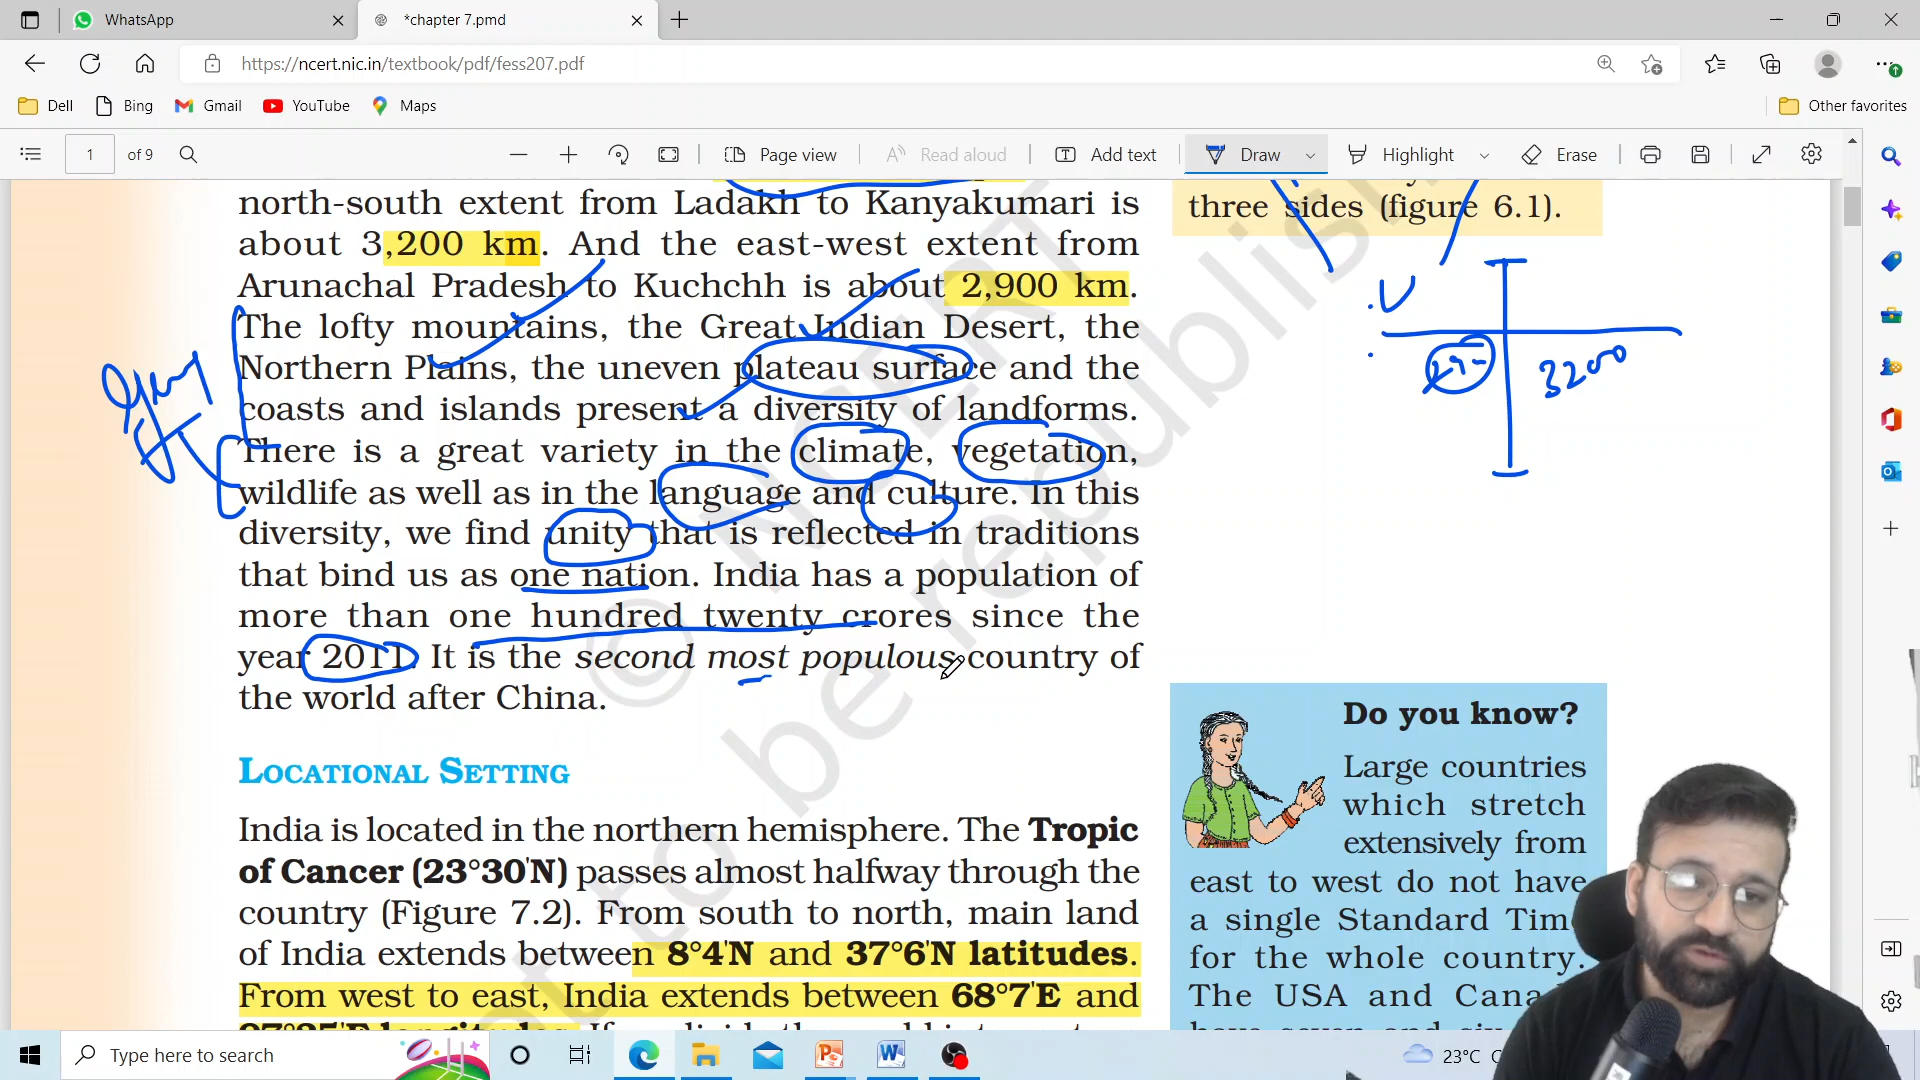 WhatsApp
*chapter 7.pmd
https://ncert.nic.in/textbook/pdf/fess207.pdf
Dell
Bing
Gmail
YouTube
Maps
Other favorites
1 of 9
Page view
Read aloud
Add text
Draw
Highlight
Erase
north-south extent from Ladakh to Kanyakumari is
about 3,200 km. And the east-west extent from
Arunachal Pradesh to Kuchchh is about 2,900 km.
The lofty mountains, the Great Indian Desert, the
Northern Plains, the uneven plateau surface and the
coasts and islands present a diversity of landforms.
There is a great variety in the climate, vegetation,
wildlife as well as in the language and culture. In this
diversity, we find unity that is reflected in traditions
that bind us as one nation. India has a population of
more than one hundred twenty crores since the
year 2011. It is the second most populous country of
the world after China.
LOCATIONAL SETTING
India is located in the northern hemisphere. The Tropic
of Cancer (23°30'N) passes almost halfway through the
country (Figure 7.2). From south to north, main land
of India extends between 8°4'N and 37°6'N latitudes.
From west to east, India extends between 68°7'E and
three sides (figure 6.1).
3200
Do you know?
Large countries
which stretch
extensively from
east to west do not have
a single Standard
for the whole country.
The USA and
© NCERT
to be republish
Type here to search
23°C